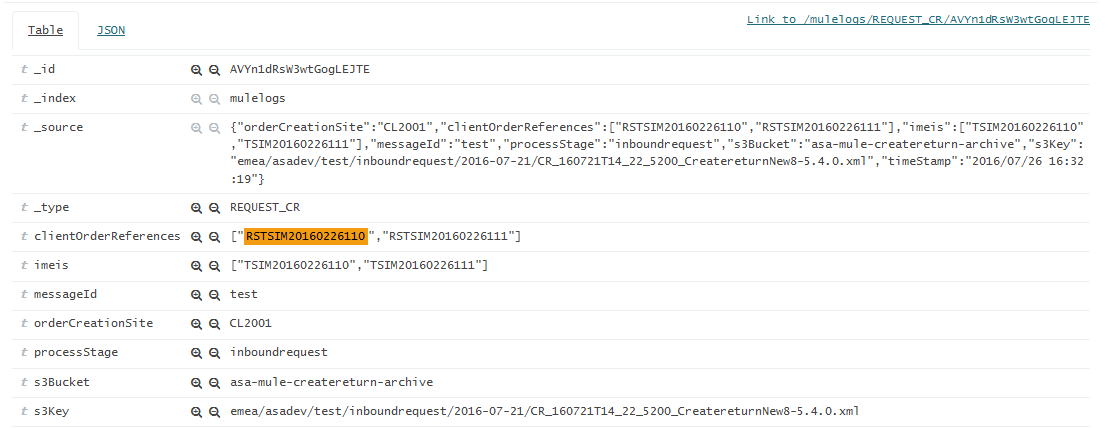 Table
JSON
Link to /mulelogs/REQUEST_CR/AVYn1dRsW3wtGogLEJTE
t _id AVYn1dRsW3wtGogLEJTE
t _index mulelogs
t _source {"orderCreationSite":"CL2001","clientOrderReferences":["RSTSIM20160226110","RSTSIM20160226111"],"imeis":["TSIM20160226110"
,"TSIM20160226111"],"messageId":"test","processStage":"inboundrequest","s3Bucket":"asa-mule-createreturn-archive","s3Key":
"emea/asadev/test/inboundrequest/2016-07-21/CR_160721T14_22_5200_CreatereturnNew8-5.4.0.xml","timeStamp":"2016/07/26 16:32
:19"}
t _type REQUEST_CR
t clientOrderReferences ["RSTSIM20160226110","RSTSIM20160226111"]
t imeis ["TSIM20160226110","TSIM20160226111"]
t messageId test
t orderCreationSite CL2001
t processStage inboundrequest
t s3Bucket asa-mule-createreturn-archive
t s3Key emea/asadev/test/inboundrequest/2016-07-21/CR_160721T14_22_5200_CreatereturnNew8-5.4.0.xml